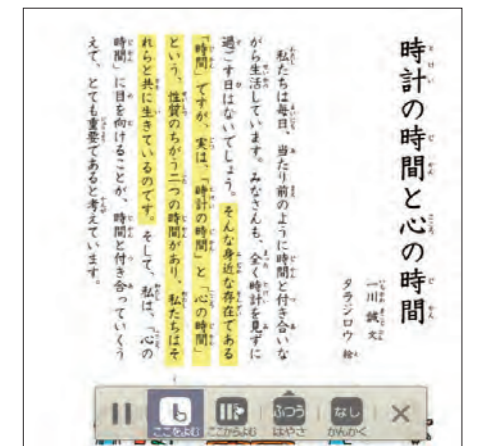 時計の時間と心の時間
一川誠 文
タラジロウ 絵
私たちは毎日、当たり前のように時間と付き合いな
がら生活しています。みなさんも、全く時計を見ずに
過ごす日はないでしょう。そんな身近な存在である
「時間」ですが、実は、「時計の時間」と「心の時間」
という、性質のちがう二つの時間があり、私たちはそ
れらと共に生きているのです。そして、私は、「心の
時間」に目を向けることが、時間と付き合っていくう
えで、とても重要であると考えています。
ここをよむ
ここからよむ
ふつう
はやさ
なし
かんかく